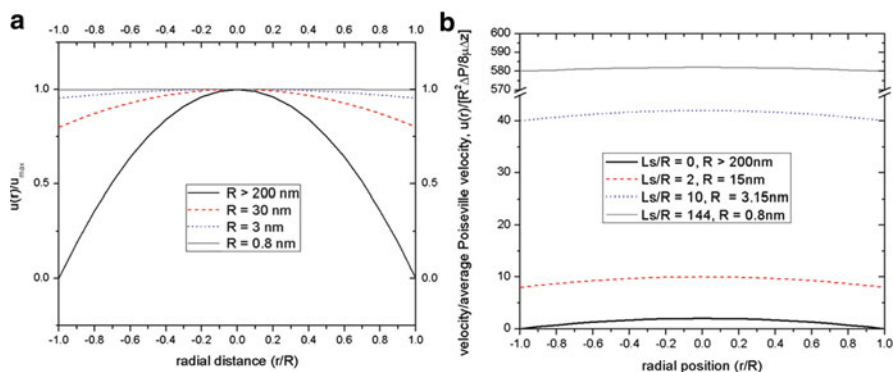 a
-1.0 -0.8 -0.6 -0.4 -0.2 0.0 0.2 0.4 0.6 0.8 1.0
1.0
0.5
0.0
1.0
0.5
0.0
u(r)/u_max
R > 200 nm
R = 30 nm
R = 3 nm
R = 0.8 nm
-1.0 -0.8 -0.6 -0.4 -0.2 0.0 0.2 0.4 0.6 0.8 1.0
radial distance (r/R)
b
velocity/average Poiseville velocity, u(r)/[R²ΔP/8μΔz]
600
590
580
570
40
20
10
0
Ls/R = 0, R > 200nm
Ls/R = 2, R = 15nm
Ls/R = 10, R = 3.15nm
Ls/R = 144, R = 0.8nm
-1.0 -0.8 -0.6 -0.4 -0.2 0.0 0.2 0.4 0.6 0.8 1.0
radial position (r/R)